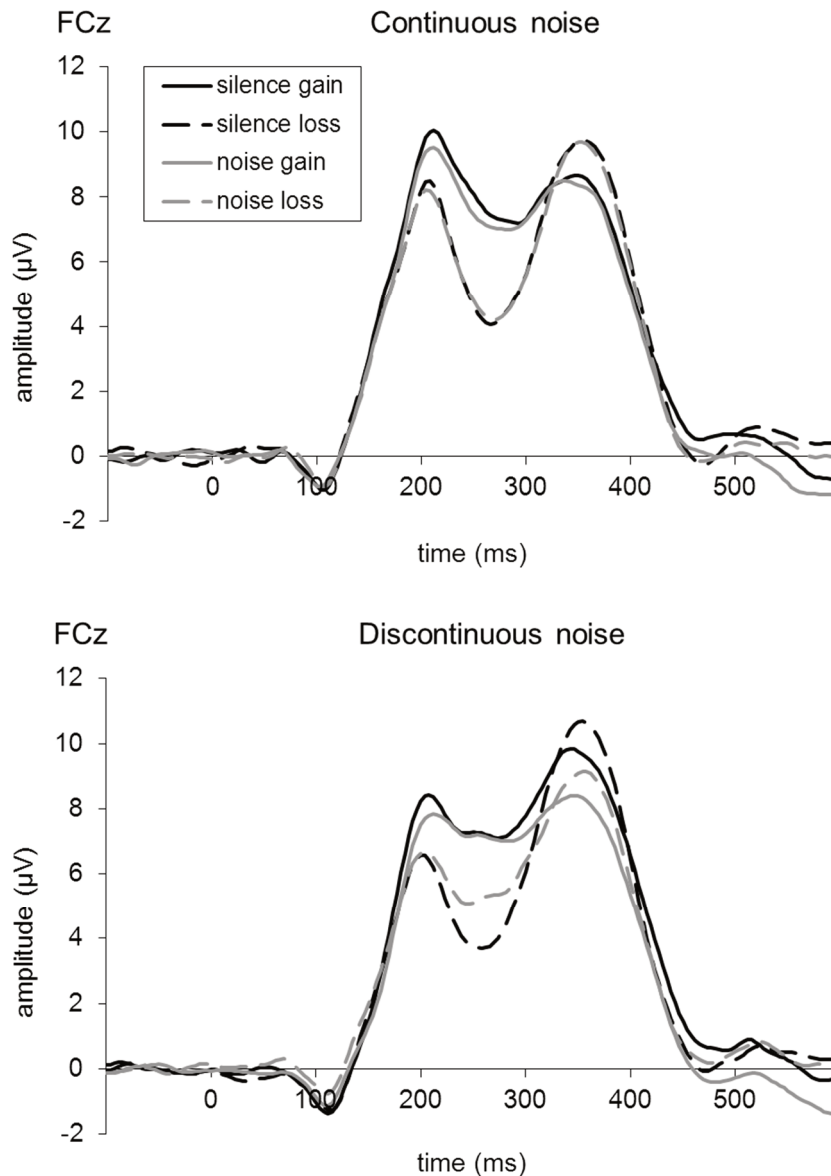 FCz Continuous noise
12
silence gain
silence loss
noise gain
noise loss
10
8
6
4
2
0
-2
amplitude (µV)
0 100 200 300 400 500
time (ms)
FCz Discontinuous noise
12
10
8
6
4
2
0
-2
amplitude (µV)
0 100 200 300 400 500
time (ms)